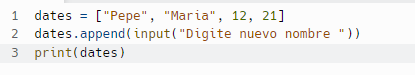 1 dates = ["Pepe", "Maria", 12, 21]
2 dates.append(input("Digite nuevo nombre "))
3 print(dates)